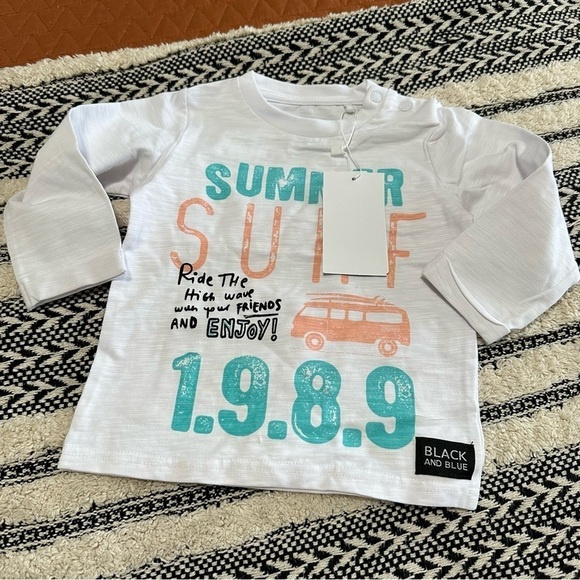 SUMMER
SURF
Ride THE
High wave
with your FRIENDS
AND ENJOY!
1.9.8.9
BLACK
AND BLUE